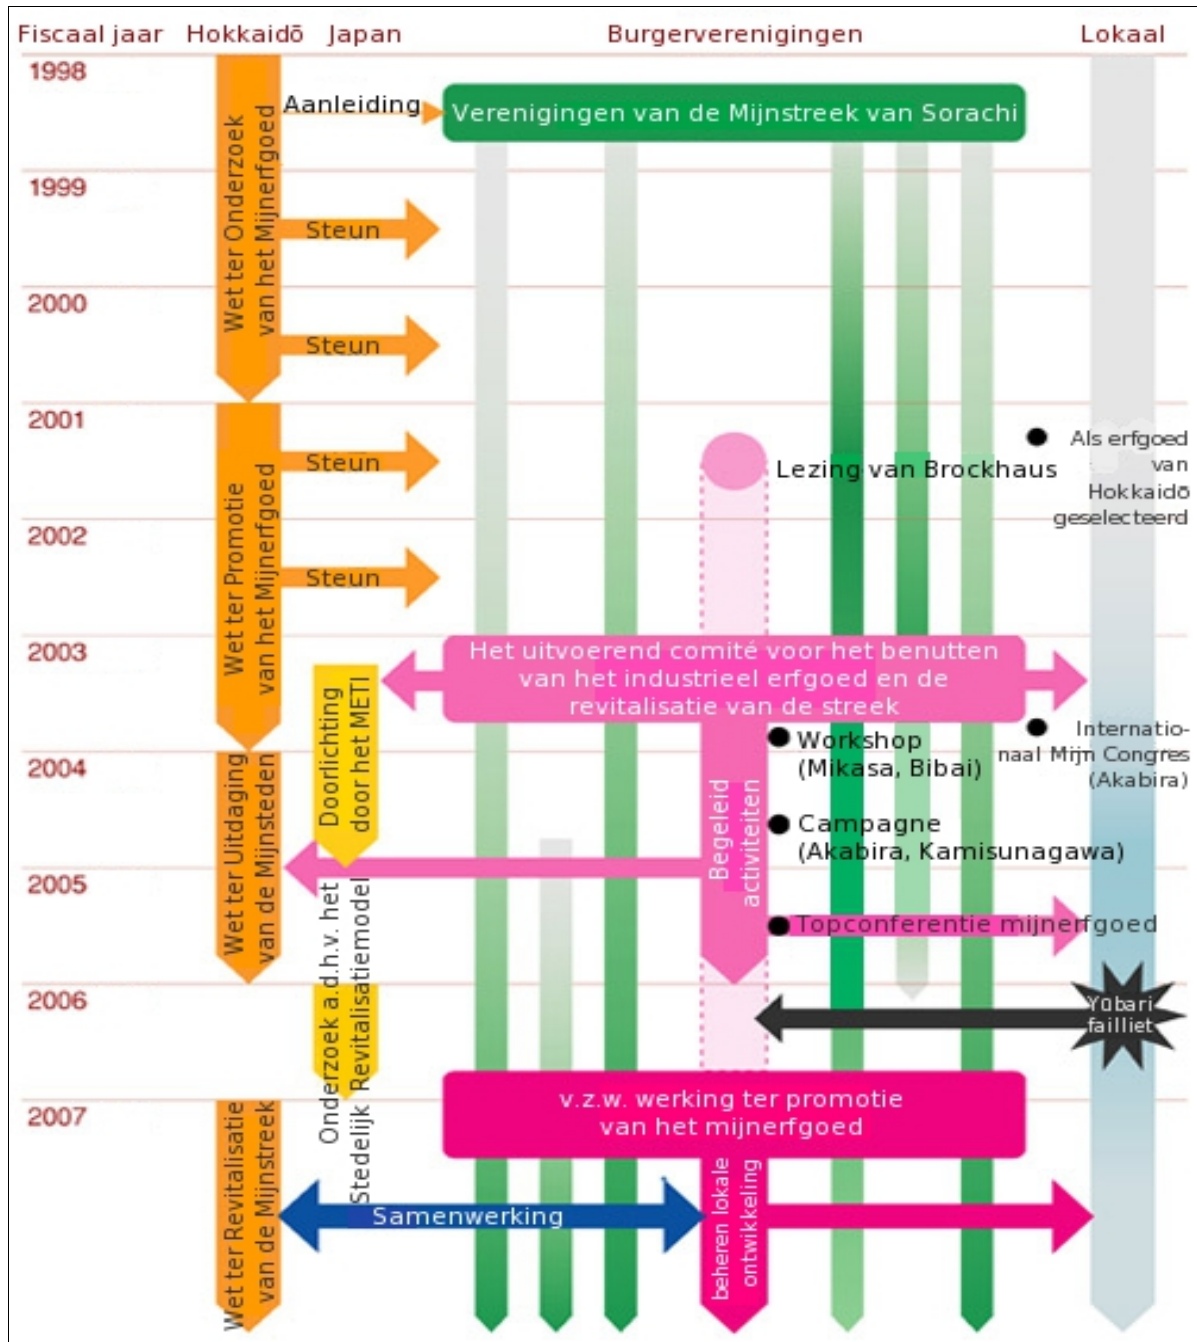 Fiscaal jaar Hokkaidō Japan Burgerverenigingen Lokaal
1998
Aanleiding
Verenigingen van de Mijnstreek van Sorachi
Wet ter Onderzoek
van het Mijnerfgoed
1999
Steun
2000
Steun
2001
Steun
Lezing van Brockhaus
Als erfgoed
van
Hokkaidō
geselecteerd
Wet ter Promotie
van het Mijnerfgoed
2002
Steun
2003
Het uitvoerend comité voor het benutten
van het industrieel erfgoed en de
revitalisatie van de streek
Doorlichting
door het METI
Internatio-
naal Mijn Congres
(Akabira)
Workshop
(Mikasa, Bibai)
2004
Wet ter Uitdaging
van de Mijnsteden
Begeleid
activiteiten
Campagne
(Akabira, Kamisunagawa)
2005
Topconferentie mijnerfgoed
Onderzoek a.d.h.v. het
Stedelijk Revitalisatiemodel
2006
Yūbari
failliet
v.z.w. werking ter promotie
van het mijnerfgoed
2007
Wet ter Revitalisatie
van de Mijnstreek
beheren lokale
ontwikkeling
Samenwerking